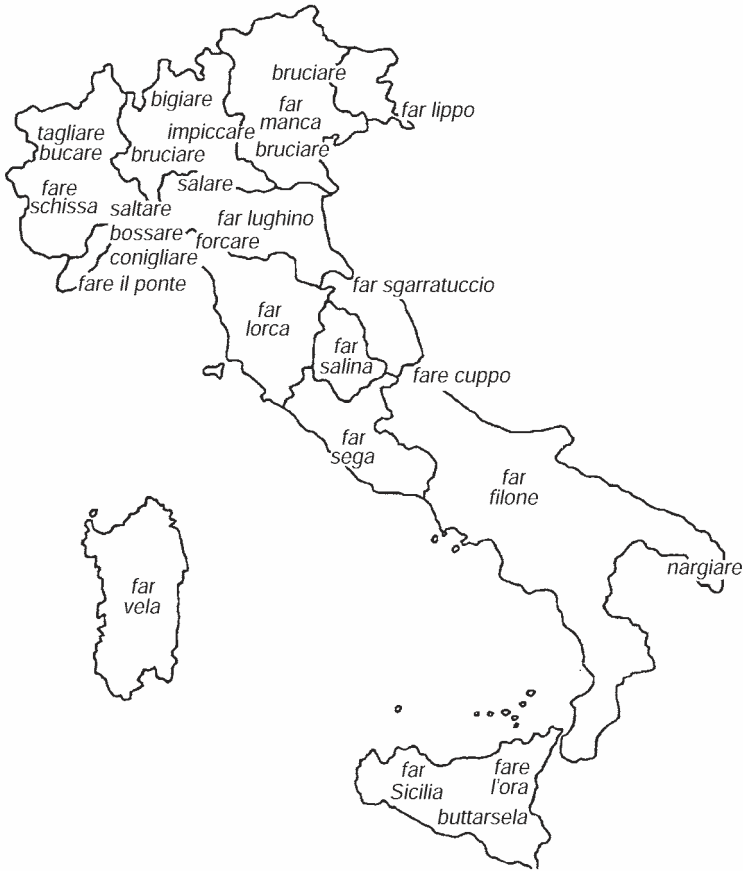 bruciare
bigiare
far
manca
far lippo
tagliare
bucare
impiccare
bruciare
bruciare
salare
fare
schissa
saltare
far lughino
bossare
forcare
conigliare
fare il ponte
far sgarratuccio
far
lorca
far
salina
fare cuppo
far
sega
far
filone
nargiare
far
vela
far
Sicilia
fare
l'ora
buttarsela